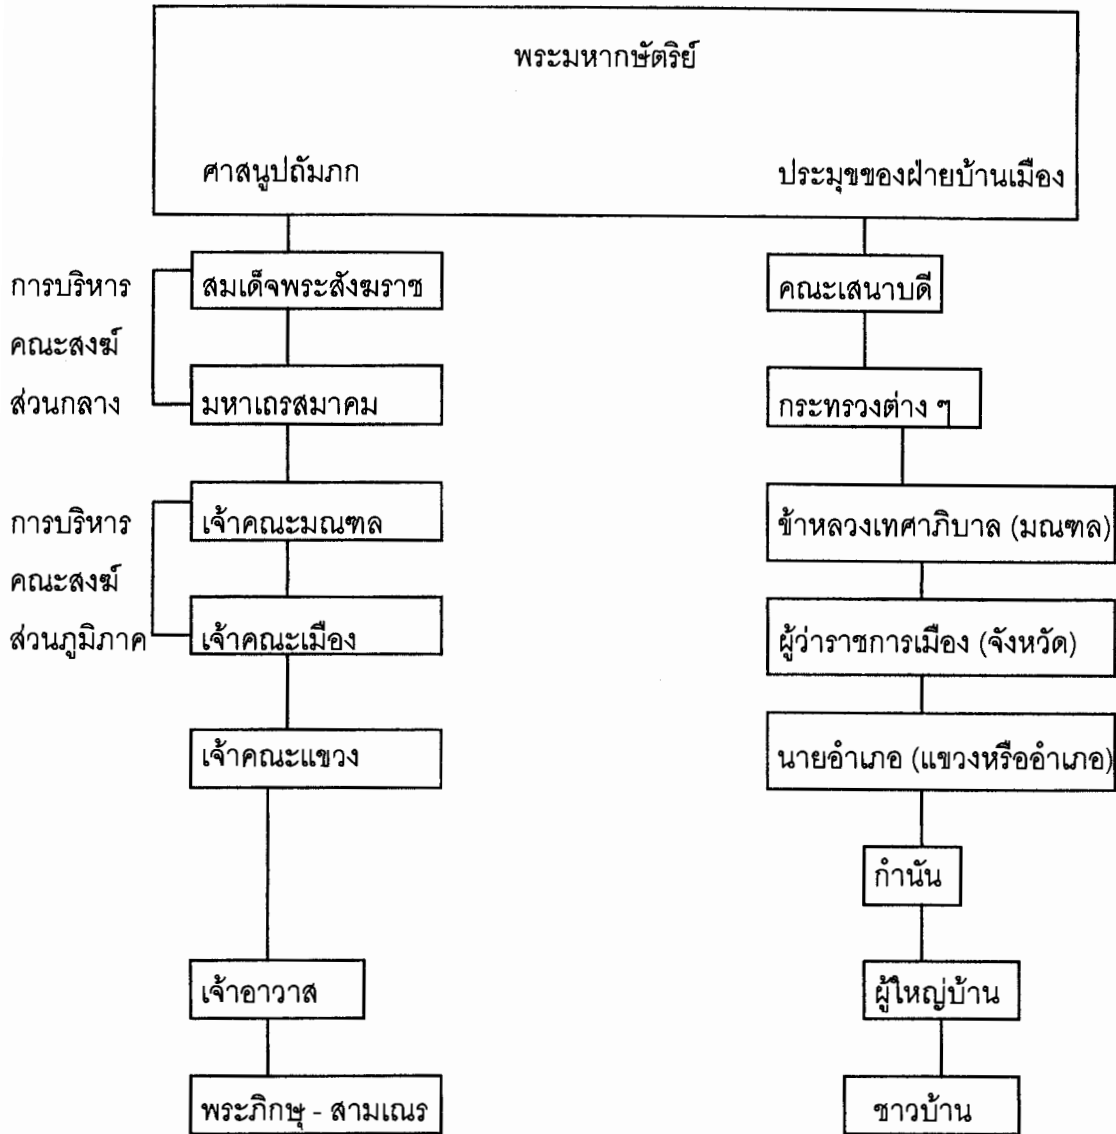 พระมหากษัตริย์
ศาสนูปถัมภก
ประมุขของฝ่ายบ้านเมือง
การบริหาร
คณะสงฆ์
ส่วนกลาง
สมเด็จพระสังฆราช
มหาเถรสมาคม
การบริหาร
คณะสงฆ์
ส่วนภูมิภาค
เจ้าคณะมณฑล
เจ้าคณะเมือง
เจ้าคณะแขวง
เจ้าอาวาส
พระภิกษุ - สามเณร
คณะเสนาบดี
กระทรวงต่าง ๆ
ข้าหลวงเทศาภิบาล (มณฑล)
ผู้ว่าราชการเมือง (จังหวัด)
นายอำเภอ (แขวงหรืออำเภอ)
กำนัน
ผู้ใหญ่บ้าน
ชาวบ้าน